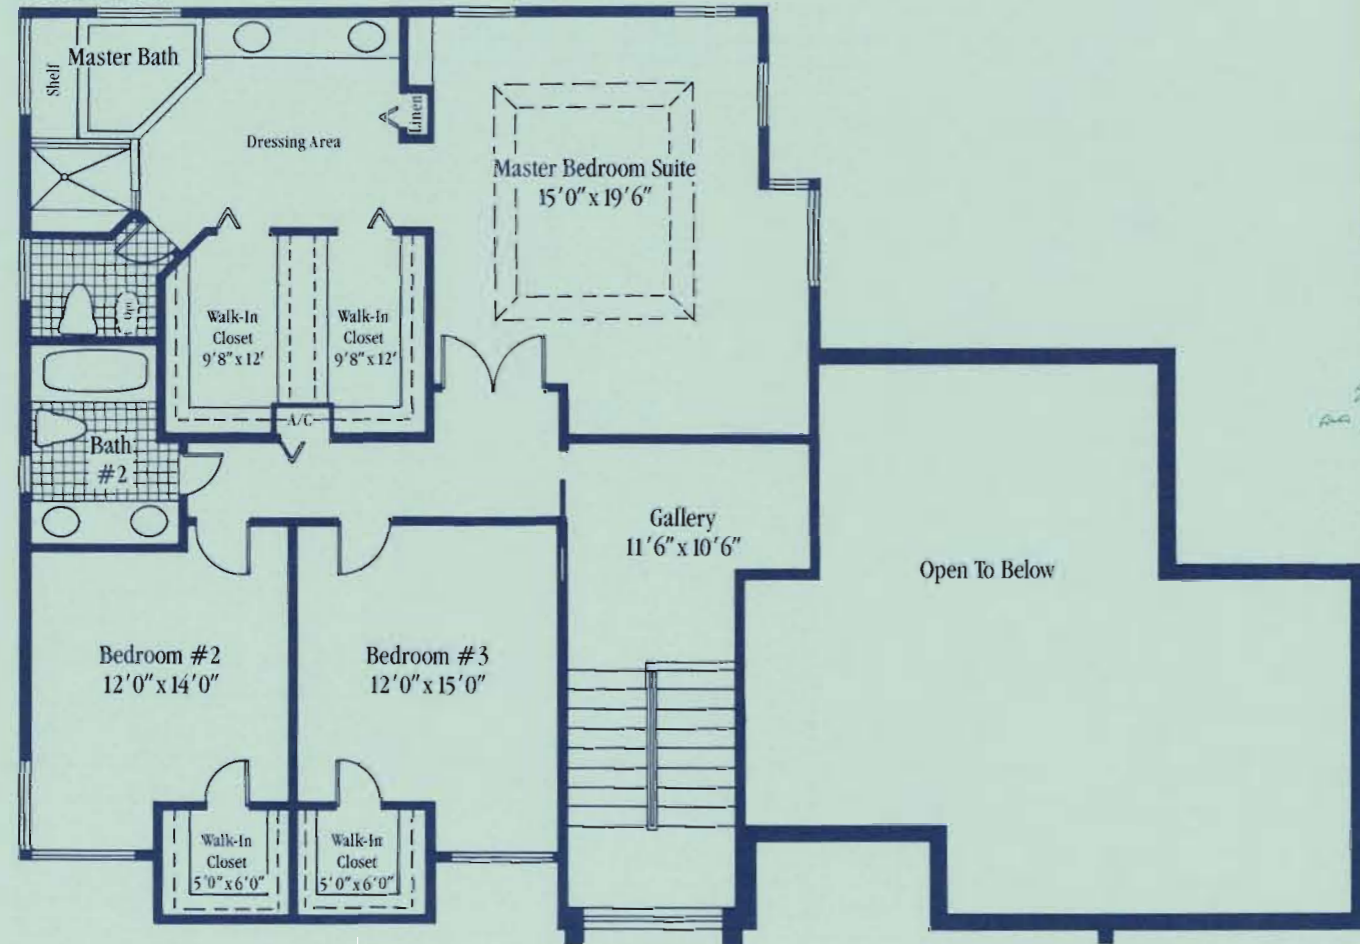 Master Bath
Shelf
Linen
Dressing Area
Master Bedroom Suite
15'0" x 19'6"
Walk-In
Closet
9'8" x 12'
Walk-In
Closet
9'8" x 12'
A/C
Bath
#2
Gallery
11'6" x 10'6"
Open To Below
Bedroom #2
12'0" x 14'0"
Bedroom #3
12'0" x 15'0"
Walk-In
Closet
5'0" x 6'0"
Walk-In
Closet
5'0" x 6'0"